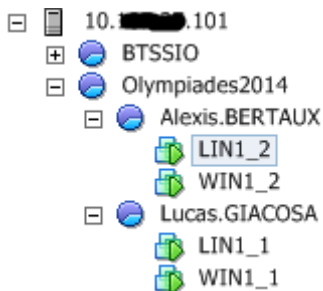 10. .101
BTSSIO
Olympiades2014
Alexis.BERTAUX
LIN1_2
WIN1_2
Lucas.GIACOSA
LIN1_1
WIN1_1